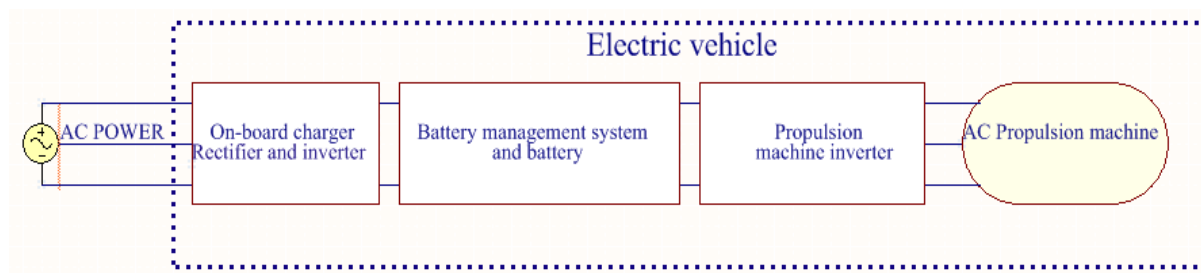 Electric vehicle
AC POWER
On-board charger
Rectifier and inverter
Battery management system
and battery
Propulsion
machine inverter
AC Propulsion machine